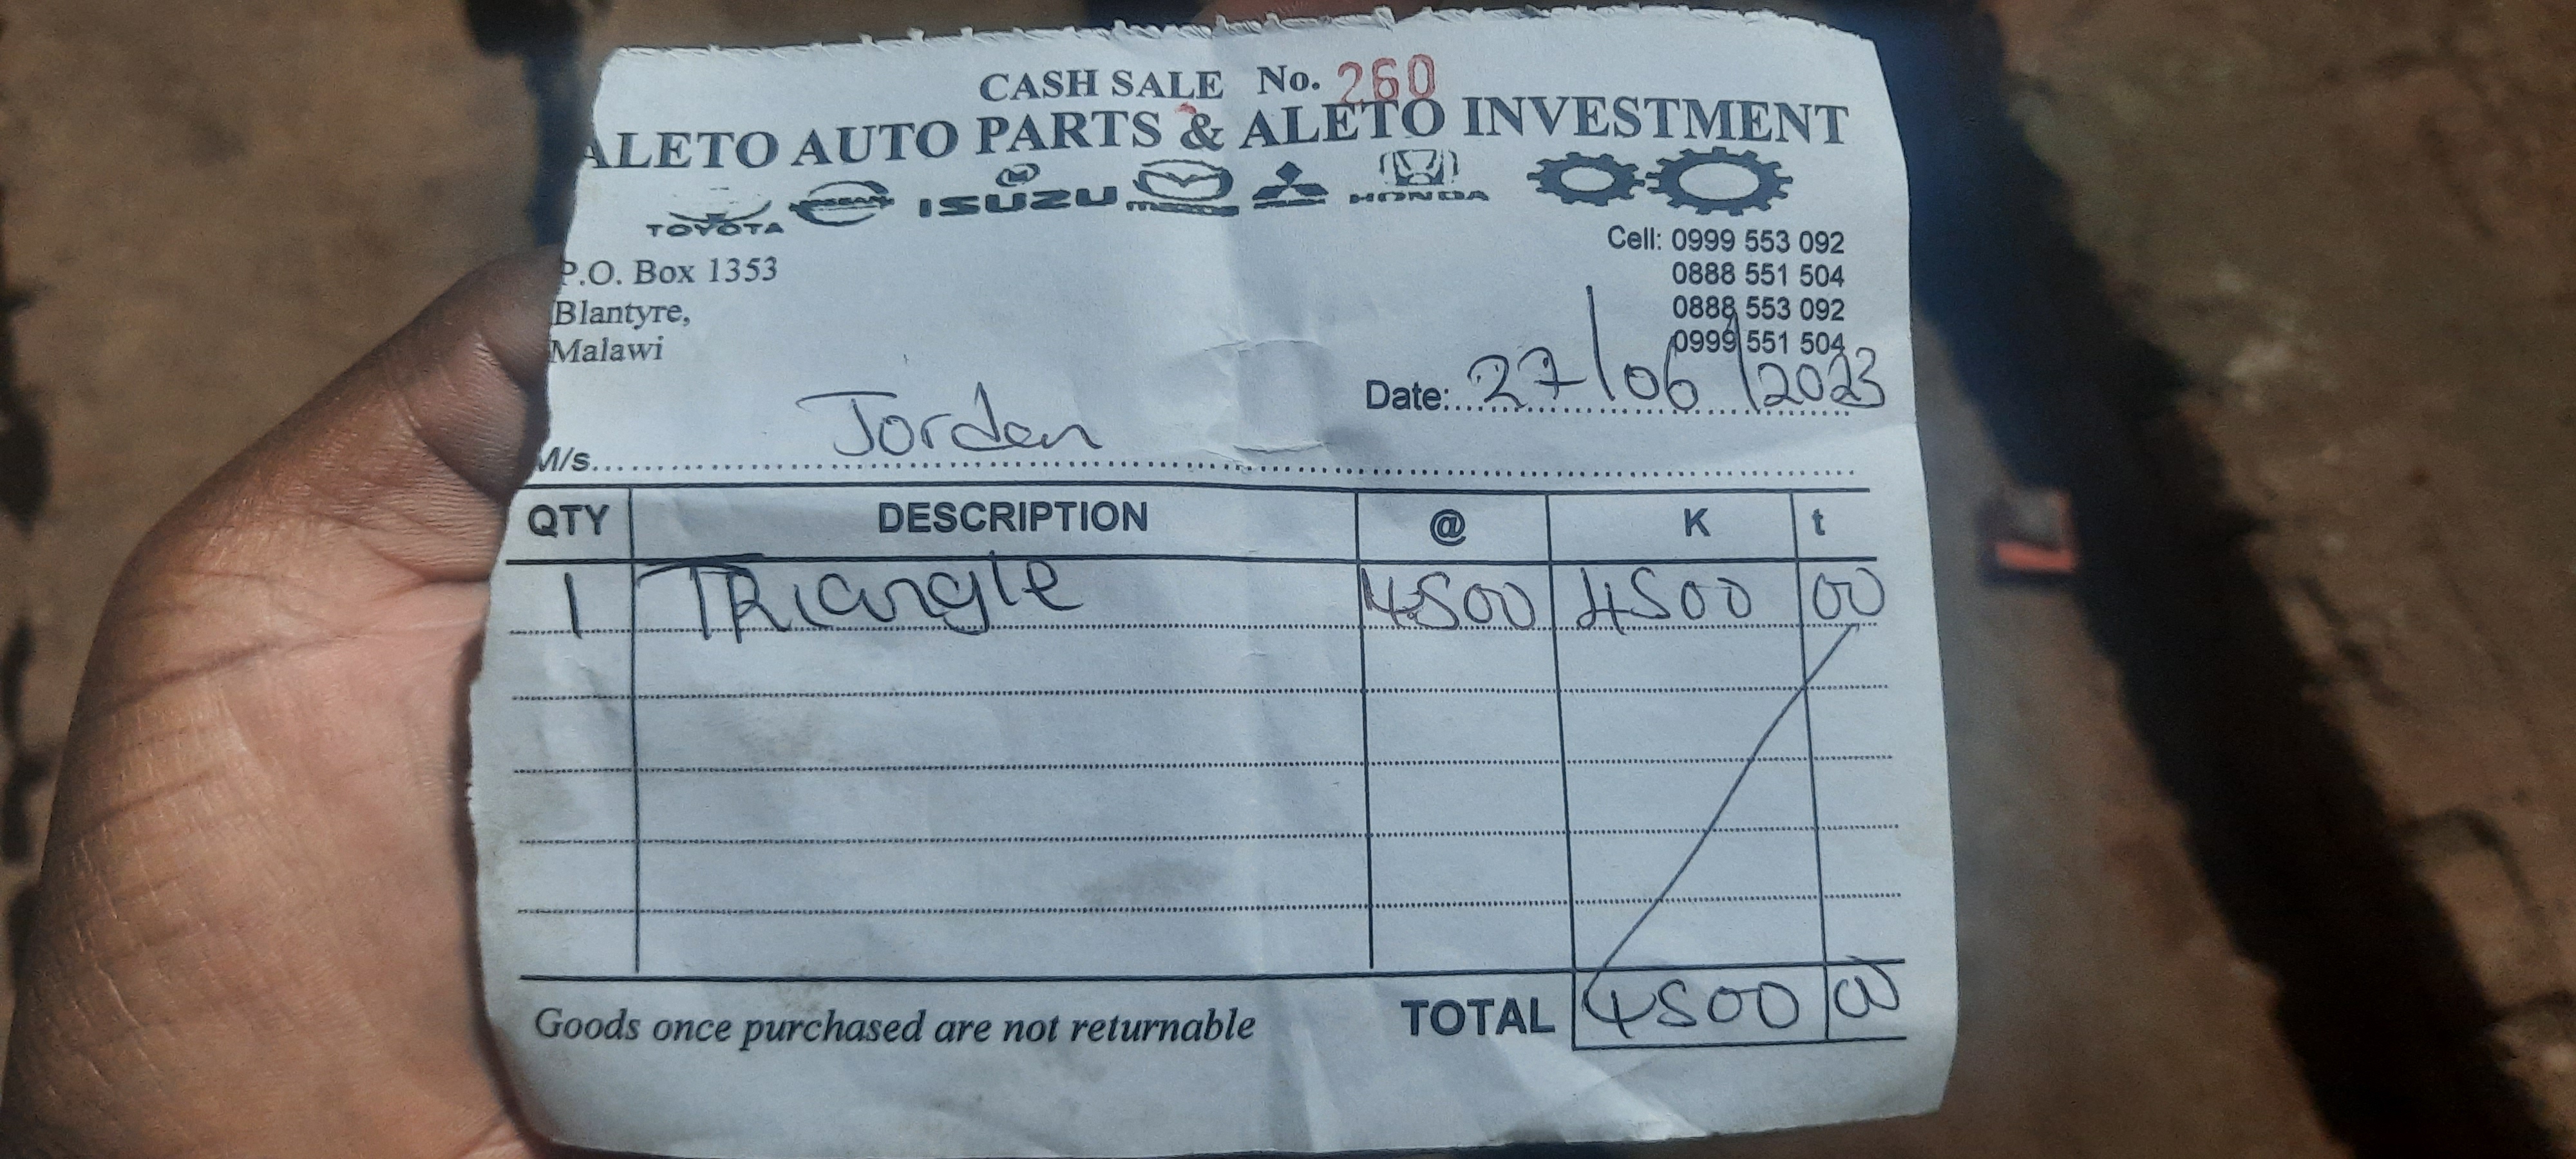 CASH SALE No. 260
ALETO AUTO PARTS & ALETO INVESTMENT
TOYOTA ISUZU HONDA
P.O. Box 1353
Blantyre,
Malawi
Cell: 0999 553 092
0888 551 504
0888 553 092
0999 551 504
Date: 27/06/2023
M/s. Jorden
QTY DESCRIPTION @ K t
1 TRiangle 4500 4500 00
TOTAL 4500 00
Goods once purchased are not returnable